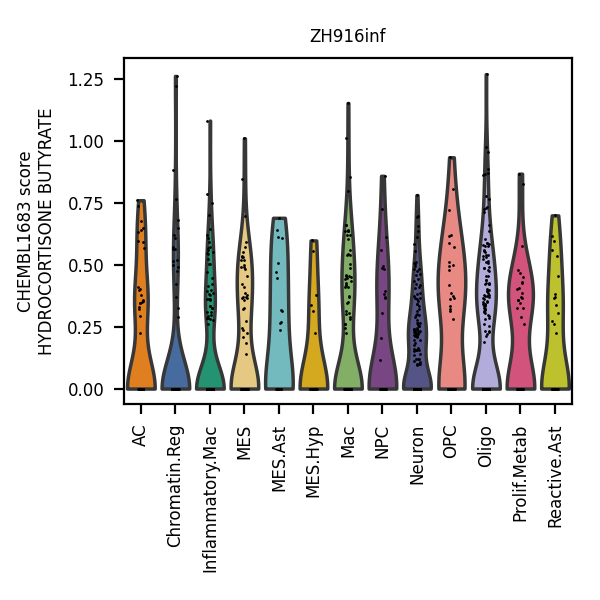 ZH916inf
CHEMBL1683 score
HYDROCORTISONE BUTYRATE
1.25
1.00
0.75
0.50
0.25
0.00
AC
Chromatin.Reg
Inflammatory.Mac
MES
MES.Ast
MES.Hyp
Mac
NPC
Neuron
OPC
Oligo
Prolif.Metab
Reactive.Ast